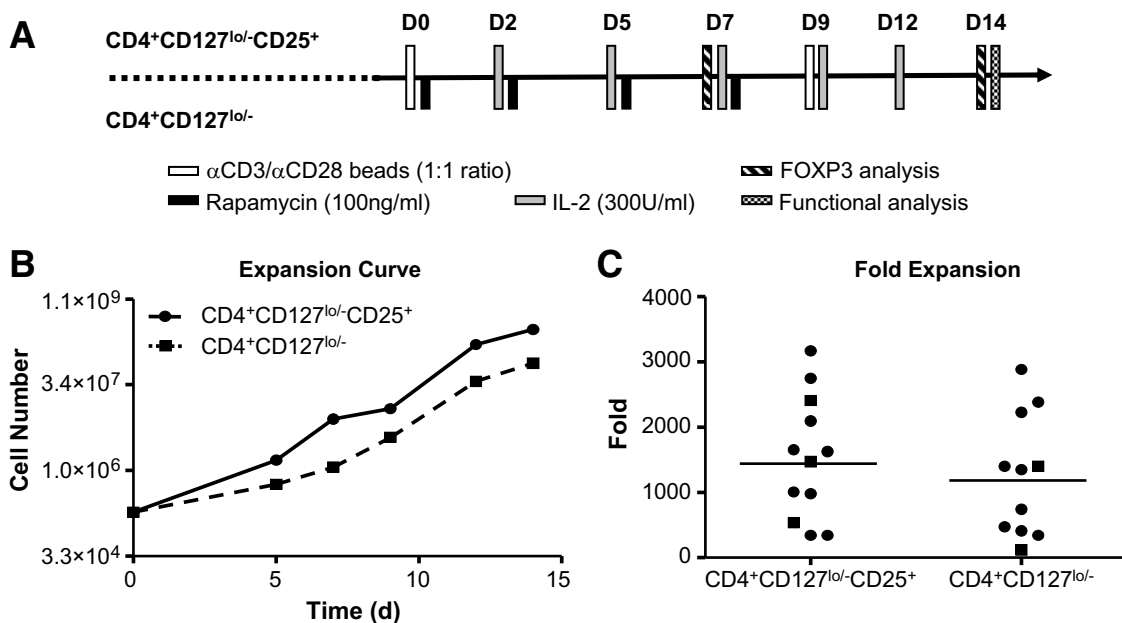 A
D0 D2 D5 D7 D9 D12 D14
CD4⁺CD127ˡᵒ/⁻CD25⁺
CD4⁺CD127ˡᵒ/⁻
αCD3/αCD28 beads (1:1 ratio)
FOXP3 analysis
Rapamycin (100ng/ml)
IL-2 (300U/ml)
Functional analysis
B
Expansion Curve
1.1×10⁹
3.4×10⁷
1.0×10⁶
3.3×10⁴
Cell Number
CD4⁺CD127ˡᵒ/⁻CD25⁺
CD4⁺CD127ˡᵒ/⁻
0 5 10 15
Time (d)
C
Fold Expansion
4000
3000
2000
1000
0
Fold
CD4⁺CD127ˡᵒ/⁻CD25⁺
CD4⁺CD127ˡᵒ/⁻